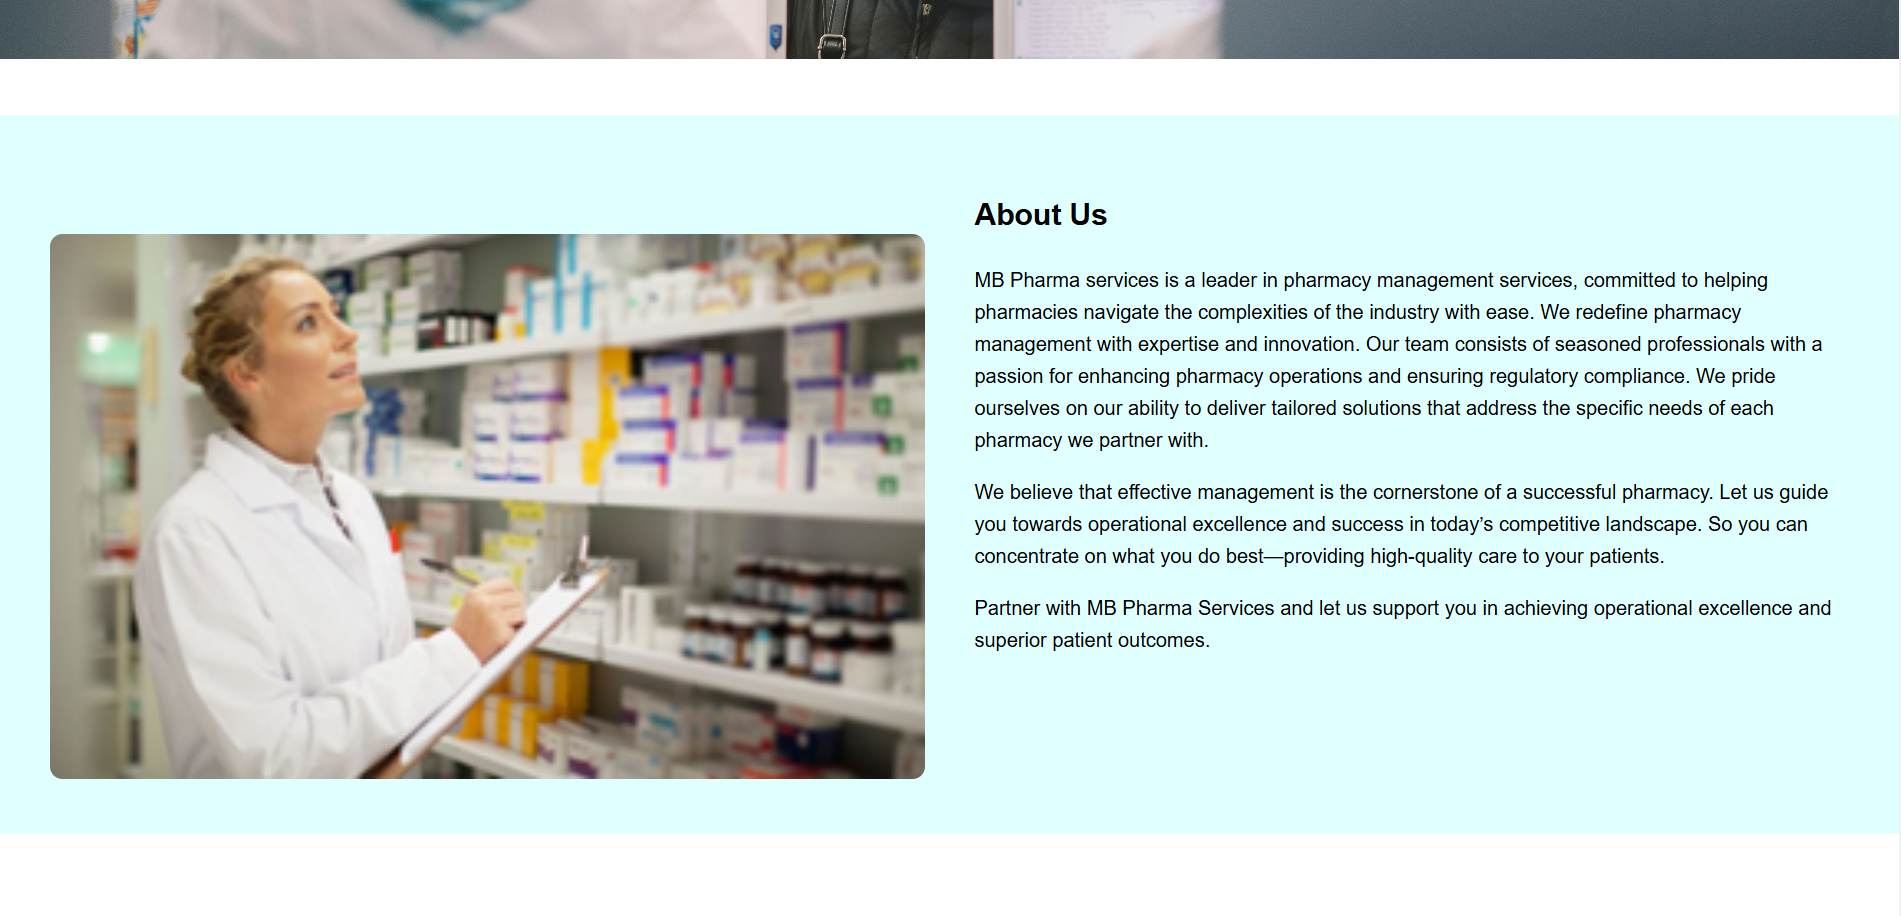 About Us
MB Pharma services is a leader in pharmacy management services, committed to helping
pharmacies navigate the complexities of the industry with ease. We redefine pharmacy
management with expertise and innovation. Our team consists of seasoned professionals with a
passion for enhancing pharmacy operations and ensuring regulatory compliance. We pride
ourselves on our ability to deliver tailored solutions that address the specific needs of each
pharmacy we partner with.
We believe that effective management is the cornerstone of a successful pharmacy. Let us guide
you towards operational excellence and success in today’s competitive landscape. So you can
concentrate on what you do best—providing high-quality care to your patients.
Partner with MB Pharma Services and let us support you in achieving operational excellence and
superior patient outcomes.